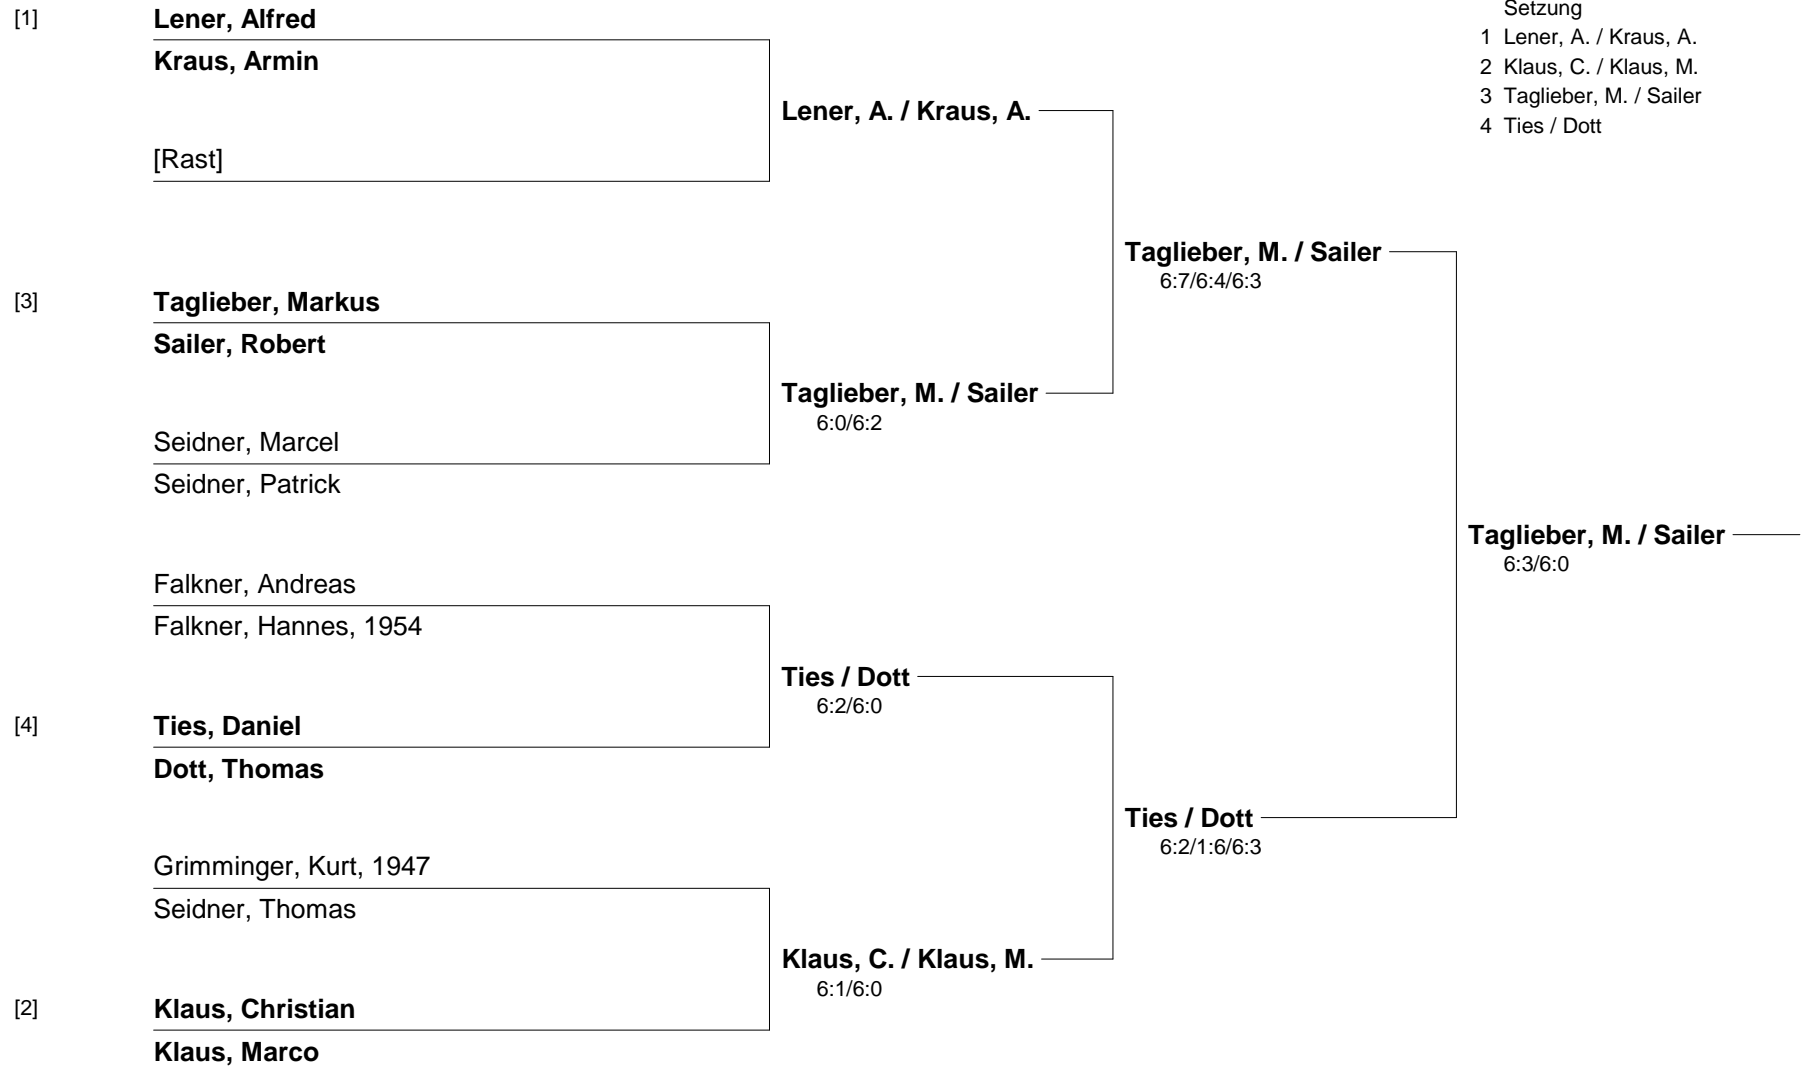 [1]
Lener, Alfred
Kraus, Armin
[Rast]
[3]
Taglieber, Markus
Sailer, Robert
Seidner, Marcel
Seidner, Patrick
Falkner, Andreas
Falkner, Hannes, 1954
[4]
Ties, Daniel
Dott, Thomas
Grimminger, Kurt, 1947
Seidner, Thomas
[2]
Klaus, Christian
Klaus, Marco
Lener, A. / Kraus, A.
Taglieber, M. / Sailer
6:0/6:2
Ties / Dott
6:2/6:0
Klaus, C. / Klaus, M.
6:1/6:0
Taglieber, M. / Sailer
6:7/6:4/6:3
Ties / Dott
6:2/1:6/6:3
Taglieber, M. / Sailer
6:3/6:0
Setzung
1 Lener, A. / Kraus, A.
2 Klaus, C. / Klaus, M.
3 Taglieber, M. / Sailer
4 Ties / Dott